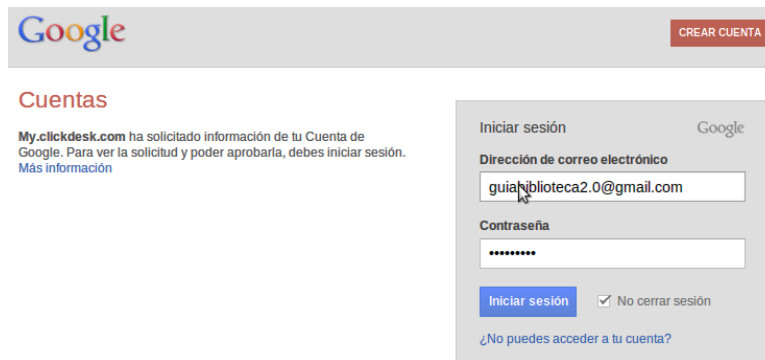 Google
CREAR CUENTA
Cuentas
My.clickdesk.com ha solicitado información de tu Cuenta de
Google. Para ver la solicitud y poder aprobarla, debes iniciar sesión.
Más información
Iniciar sesión Google
Dirección de correo electrónico
guiabiblioteca2.0@gmail.com
Contraseña
•••••••••
Iniciar sesión No cerrar sesión
¿No puedes acceder a tu cuenta?